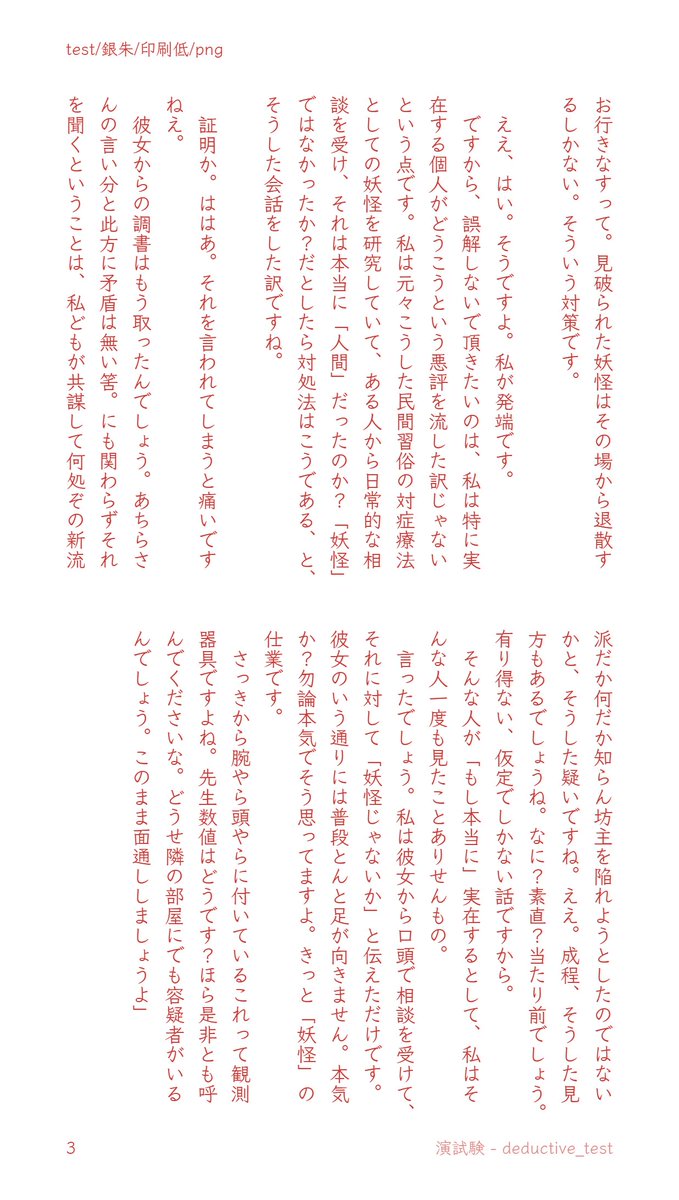 test/銀朱/印刷低/png
お行きなすって。見破られた妖怪はその場から退散す
るしかない。そういう対策です。
ええ、はい。そうですよ。私が発端です。
ですから、誤解しないで頂きたいのは、私は特に実
在する個人がどうこうという悪評を流した訳じゃない
という点です。私は元々こうした民間習俗の対症療法
としての妖怪を研究していて、ある人から日常的な相
談を受け、それは本当に「人間」だったのか？「妖怪」
ではなかったか？だとしたら対処法はこうである、と、
そうした会話をした訳ですね。
証明か。ははあ。それを言われてしまうと痛いです
ねえ。
彼女からの調書はもう取ったんでしょう。あちらさ
んの言い分と此方に矛盾は無い筈。にも関わらずそれ
を聞くということは、私どもが共謀して何処ぞの新流
派だか何だか知らん坊主を陥れようとしたのではない
かと、そうした疑いですね。ええ。成程、そうした見
方もあるでしょうね。なに？素直？当たり前でしょう。
有り得ない、仮定でしかない話ですから。
そんな人が「もし本当に」実在するとして、私はそ
んな人一度も見たことありせんもの。
言ったでしょう。私は彼女から口頭で相談を受けて、
それに対して「妖怪じゃないか」と伝えただけです。
彼女のいう通りには普段とんと足が向きません。本気
か？勿論本気でそう思ってますよ。きっと「妖怪」の
仕業です。
さっきから腕やら頭やらに付いているこれって観測
器具ですよね。先生数値はどうです？ほら是非とも呼
んでくださいな。どうせ隣の部屋にでも容疑者がいる
んでしょう。このまま面通ししましょうよ」
3
演試験 - deductive_test